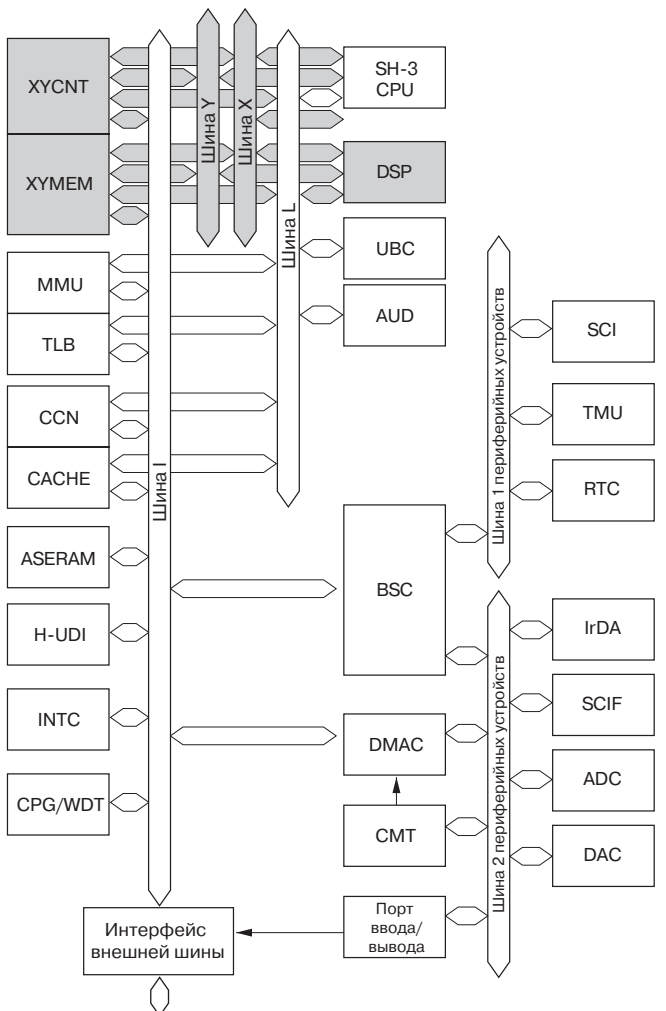 XYCNT
XYMEM
MMU
TLB
CCN
CACHE
ASERAM
H-UDI
INTC
CPG/WDT
Шина I
Шина Y
Шина X
Шина L
SH-3
CPU
DSP
UBC
AUD
BSC
DMAC
CMT
Порт
ввода/
вывода
Интерфейс
внешней шины
Шина 1 периферийных устройств
Шина 2 периферийных устройств
SCI
TMU
RTC
IrDA
SCIF
ADC
DAC